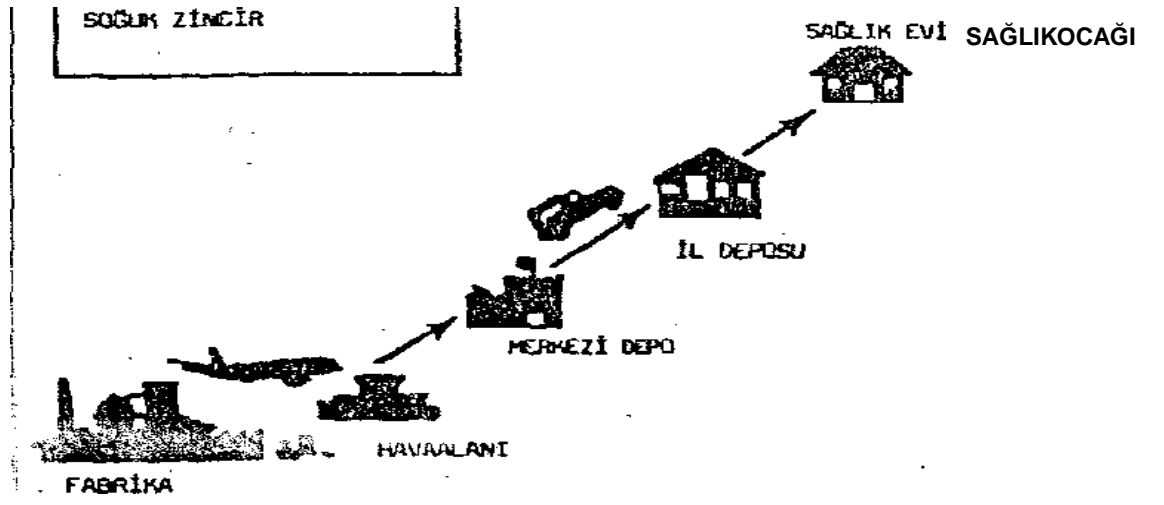 SOĞUK ZİNCİR
SAĞLIK EVİ SAĞLIKOCAĞI
İL DEPOSU
MERKEZİ DEPO
HAVAALANI
FABRİKA